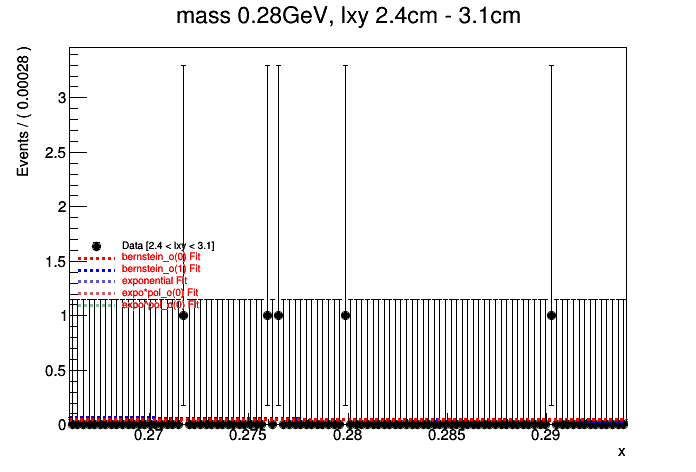 mass 0.28GeV, lxy 2.4cm - 3.1cm
Events / ( 0.00028 )
3
2.5
2
1.5
1
0.5
0
Data [2.4 < lxy < 3.1]
bernstein_o(0) Fit
bernstein_o(1) Fit
exponential Fit
expo*pol_o(0) Fit
0.27
0.275
0.28
0.285
0.29
x